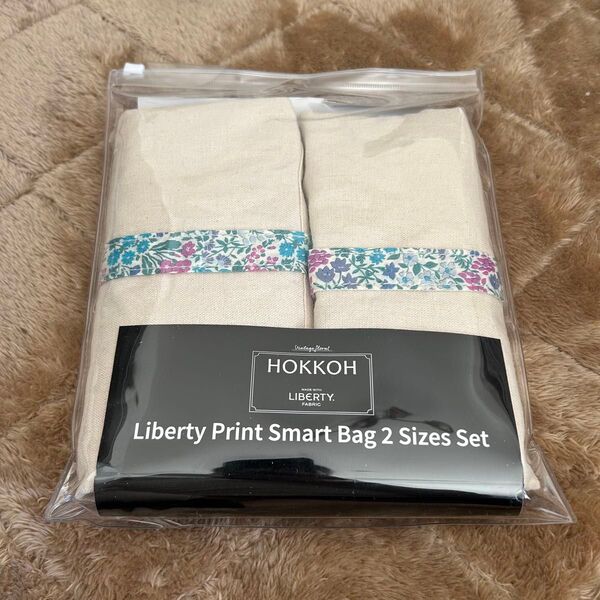 Vintage floral
HOKKOH
MADE WITH
LIBERTY.
FABRIC
Liberty Print Smart Bag 2 Sizes Set